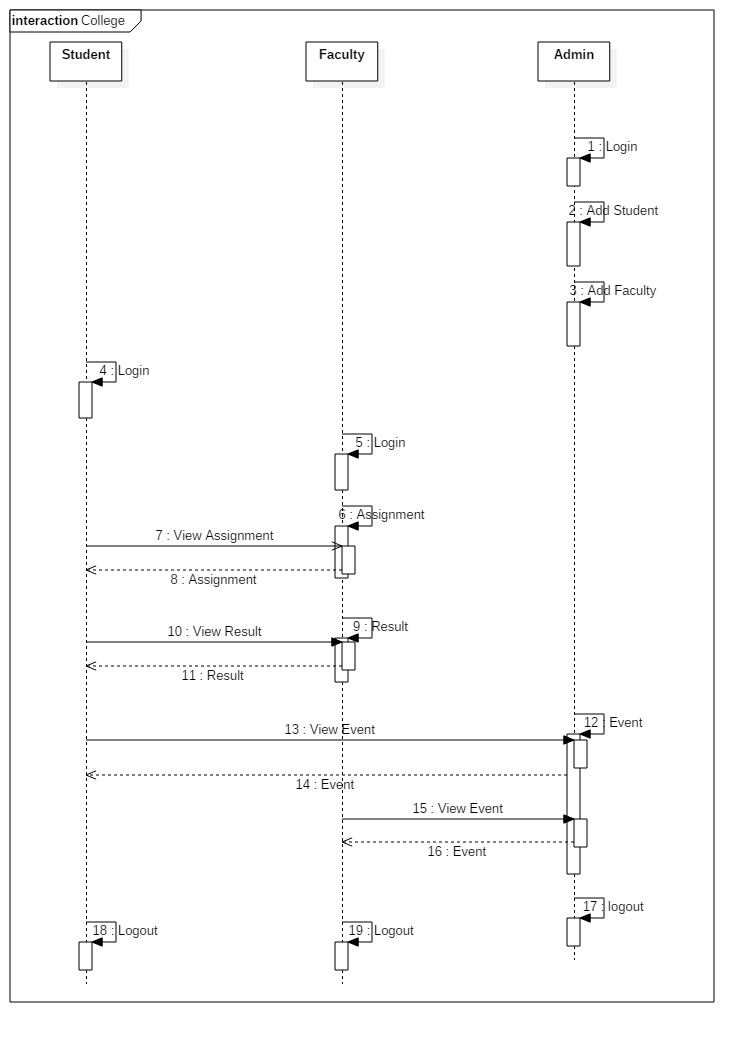 interaction College
Student
Faculty
Admin
1 : Login
2 : Add Student
3 : Add Faculty
4 : Login
5 : Login
6 : Assignment
7 : View Assignment
8 : Assignment
9 : Result
10 : View Result
11 : Result
12 : Event
13 : View Event
14 : Event
15 : View Event
16 : Event
17 : logout
18 : Logout
19 : Logout